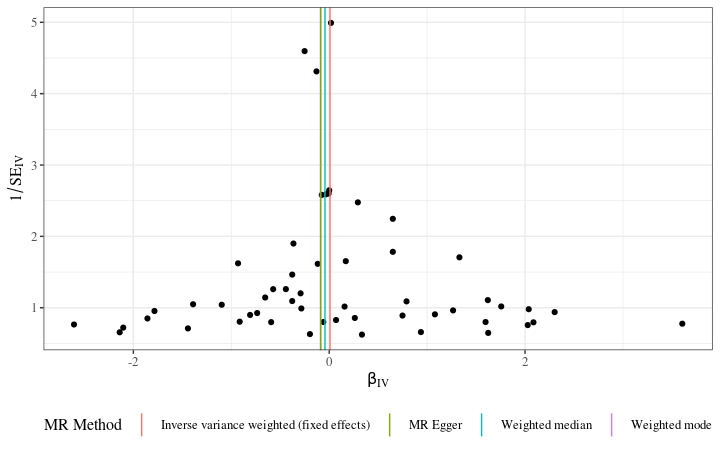 5
4
3
2
1
1/SE_IV
-2
0
2
β_IV
MR Method
Inverse variance weighted (fixed effects)
MR Egger
Weighted median
Weighted mode